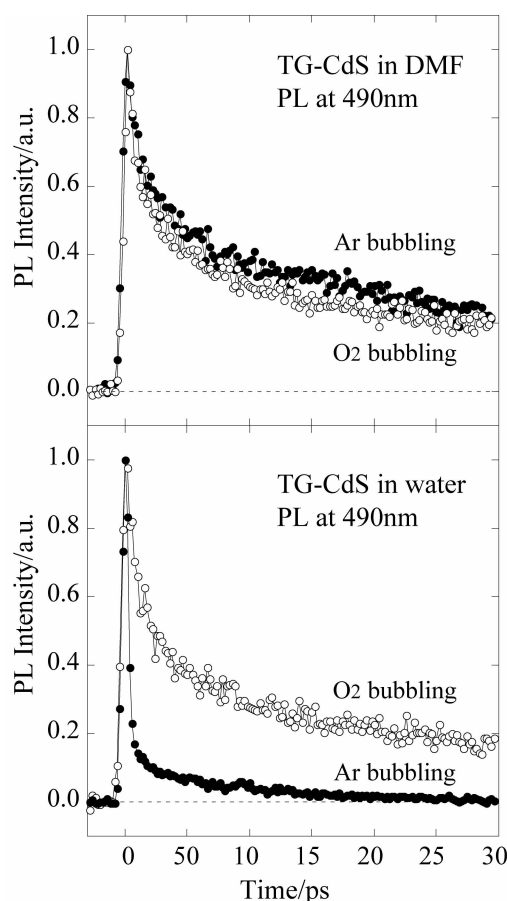 1.0
0.8
0.6
0.4
0.2
0.0
PL Intensity/a.u.
TG-CdS in DMF
PL at 490nm
Ar bubbling
O2 bubbling
1.0
0.8
0.6
0.4
0.2
0.0
PL Intensity/a.u.
TG-CdS in water
PL at 490nm
O2 bubbling
Ar bubbling
0 50 10 15 20 25 30
Time/ps